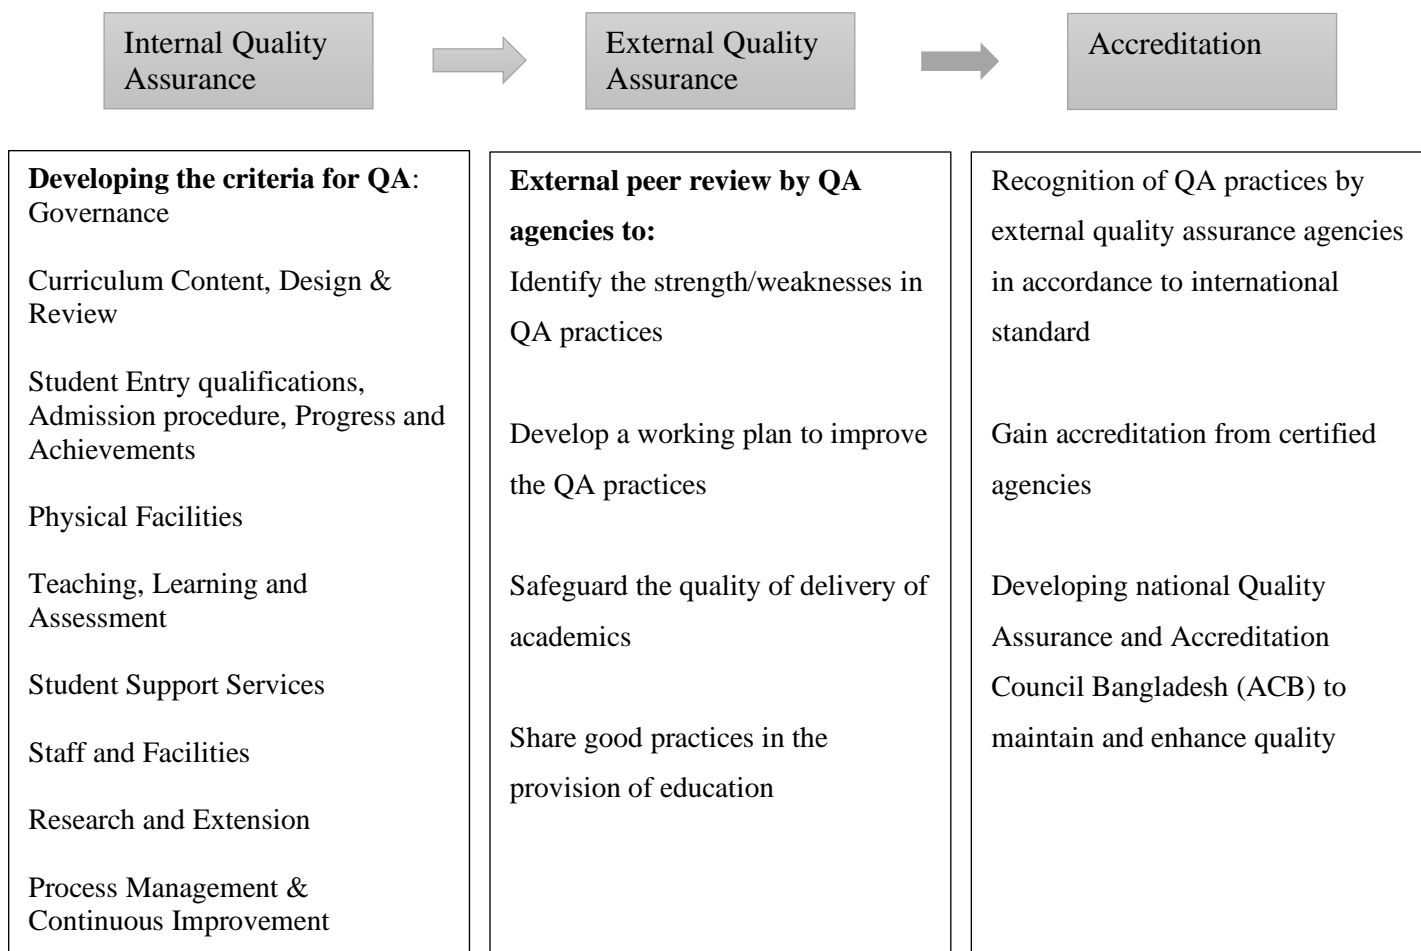 Internal Quality
Assurance
External Quality
Assurance
Accreditation
Developing the criteria for QA:
Governance
Curriculum Content, Design &
Review
Student Entry qualifications,
Admission procedure, Progress and
Achievements
Physical Facilities
Teaching, Learning and
Assessment
Student Support Services
Staff and Facilities
Research and Extension
Process Management &
Continuous Improvement
External peer review by QA
agencies to:
Identify the strength/weaknesses in
QA practices
Develop a working plan to improve
the QA practices
Safeguard the quality of delivery of
academics
Share good practices in the
provision of education
Recognition of QA practices by
external quality assurance agencies
in accordance to international
standard
Gain accreditation from certified
agencies
Developing national Quality
Assurance and Accreditation
Council Bangladesh (ACB) to
maintain and enhance quality